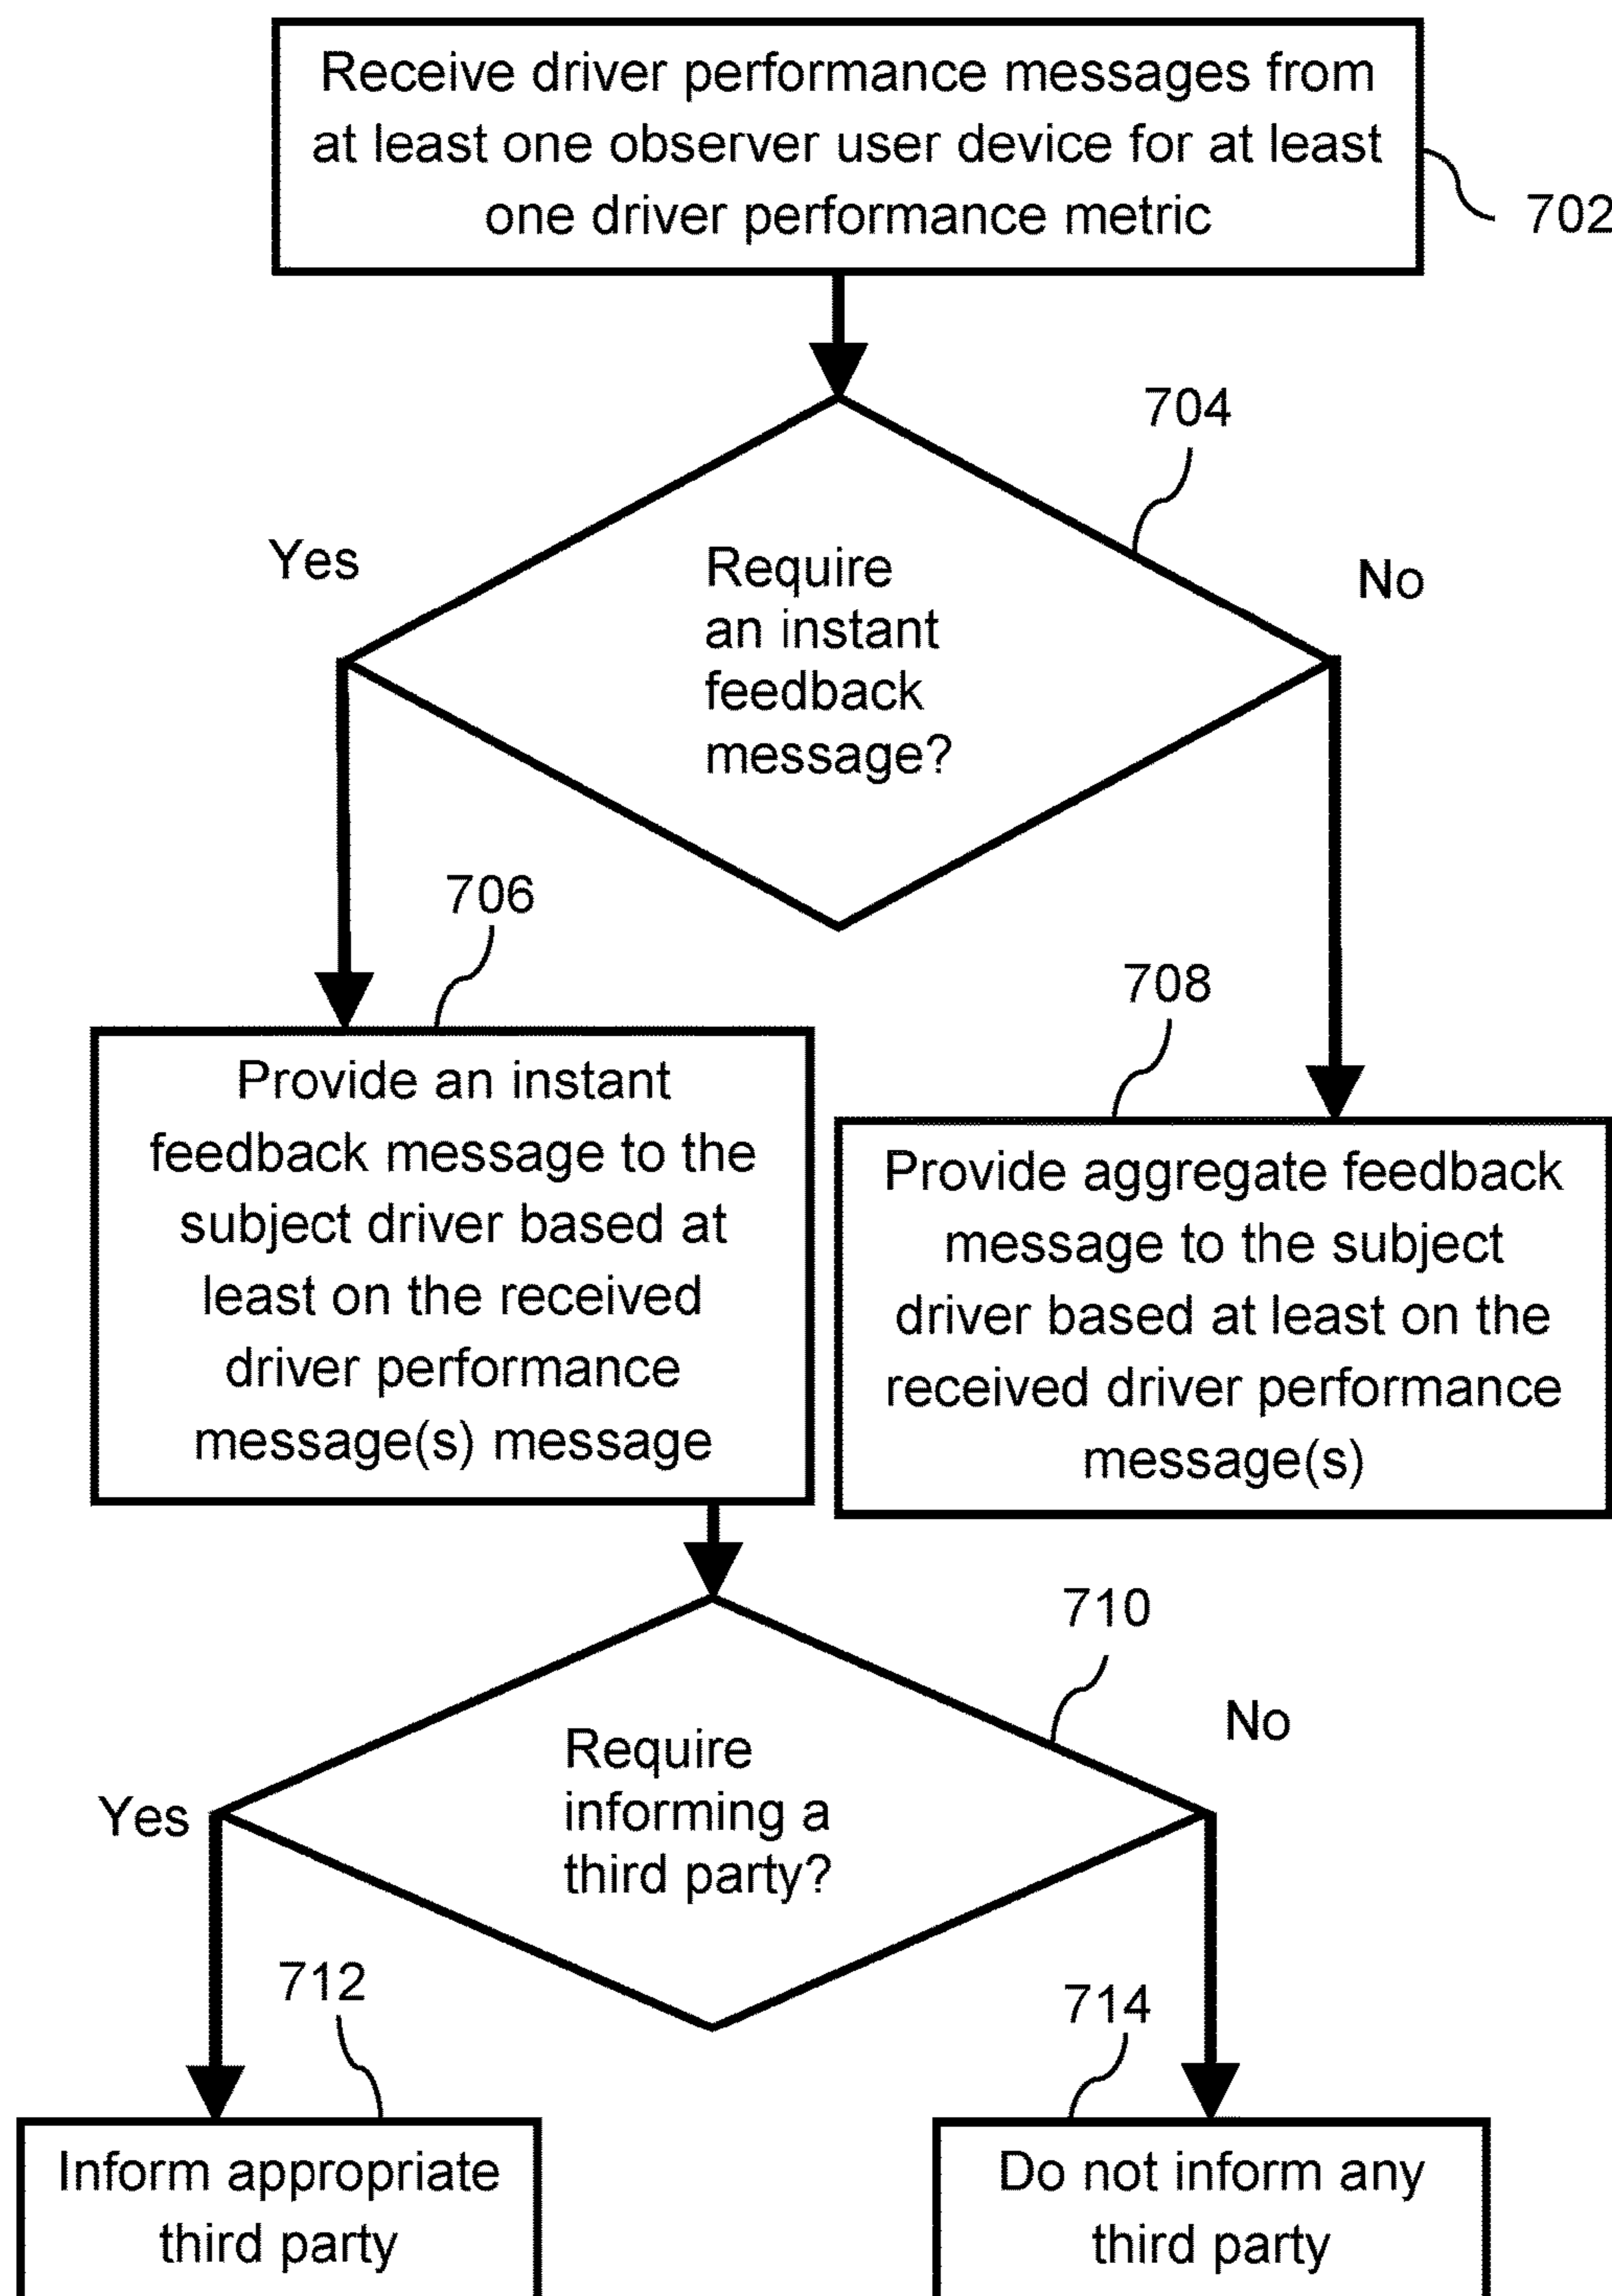 Receive driver performance messages from
at least one observer user device for at least
one driver performance metric
702
704
Yes
No
Require
an instant
feedback
message?
706
708
Provide an instant
feedback message to the
subject driver based at
least on the received
driver performance
message(s) message
Provide aggregate feedback
message to the subject
driver based at least on the
received driver performance
message(s)
710
No
Yes
Require
informing a
third party?
712
714
Inform appropriate
third party
Do not inform any
third party